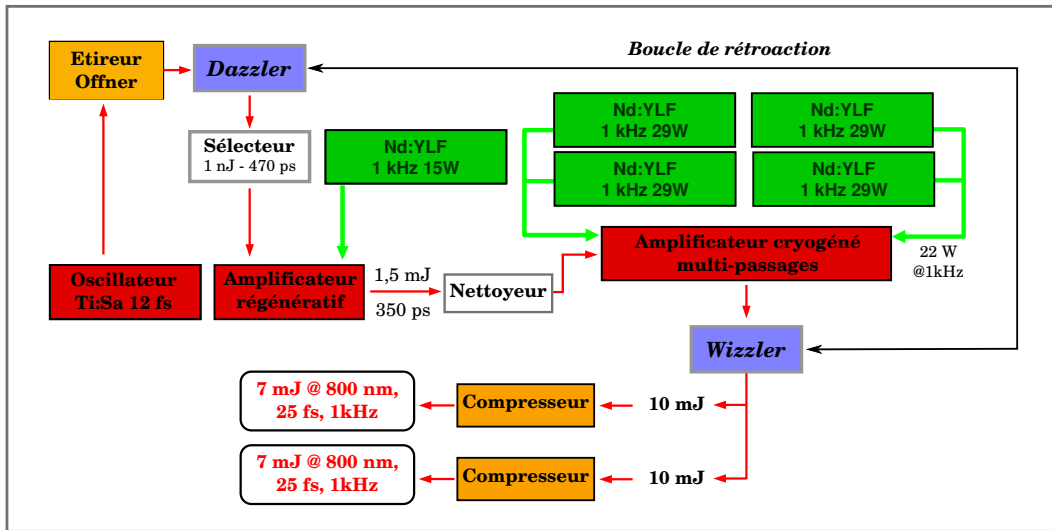 Etireur
Offner
Dazzler
Boucle de rétroaction
Sélecteur
1 nJ - 470 ps
Nd:YLF
1 kHz 15W
Nd:YLF
1 kHz 29W
Nd:YLF
1 kHz 29W
Nd:YLF
1 kHz 29W
Nd:YLF
1 kHz 29W
Oscillateur
Ti:Sa 12 fs
Amplificateur
régénératif
1,5 mJ
350 ps
Nettoyeur
Amplificateur cryogéné
multi-passages
22 W
@1kHz
Wizzler
7 mJ @ 800 nm,
25 fs, 1kHz
Compresseur
10 mJ
7 mJ @ 800 nm,
25 fs, 1kHz
Compresseur
10 mJ